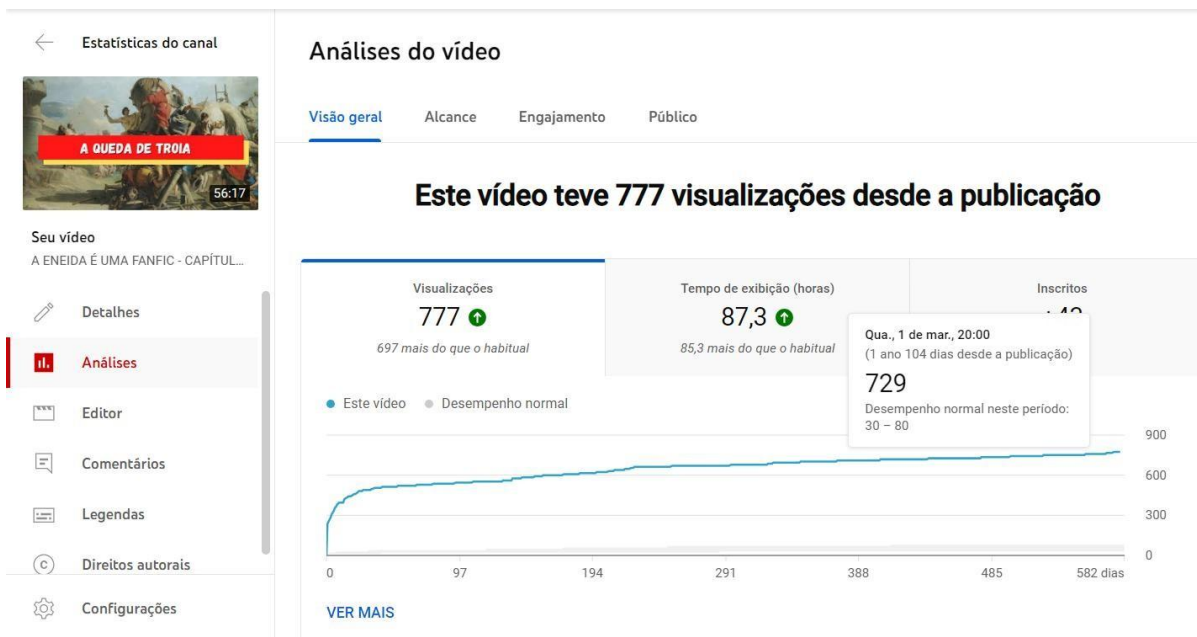 Estatísticas do canal
A QUEDA DE TROIA
56:17
Seu vídeo
A ENEIDA É UMA FANFIC - CAPÍTUL...
Detalhes
Análises
Editor
Comentários
Legendas
Direitos autorais
Configurações
Análises do vídeo
Visão geral Alcance Engajamento Público
Este vídeo teve 777 visualizações desde a publicação
Visualizações
777
697 mais do que o habitual
Tempo de exibição (horas)
87,3
85,3 mais do que o habitual
Inscritos
Qua., 1 de mar., 20:00
(1 ano 104 dias desde a publicação)
729
Desempenho normal neste período:
30 – 80
Este vídeo Desempenho normal
900
600
300
0
0 97 194 291 388 485 582 dias
VER MAIS